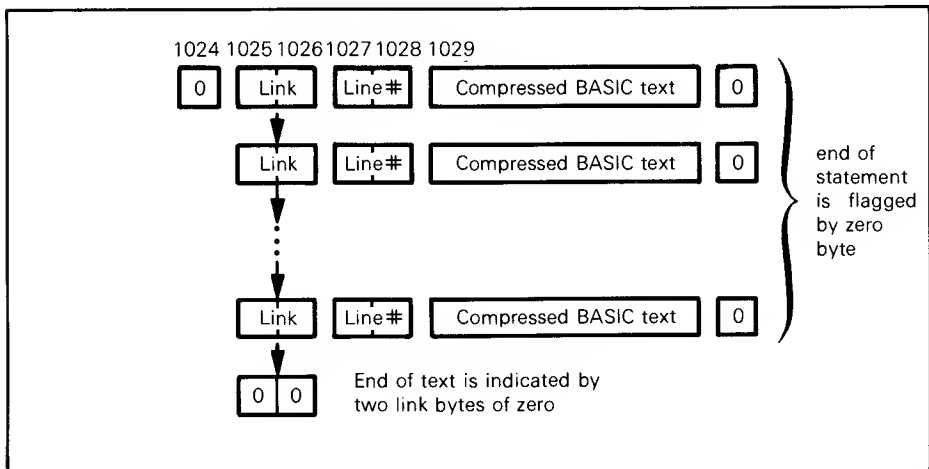 1024 1025 1026 1027 1028 1029
0 Link Line# Compressed BASIC text 0
Link Line# Compressed BASIC text 0
end of
statement
is flagged
by zero
byte
Link Line# Compressed BASIC text 0
0 0
End of text is indicated by
two link bytes of zero